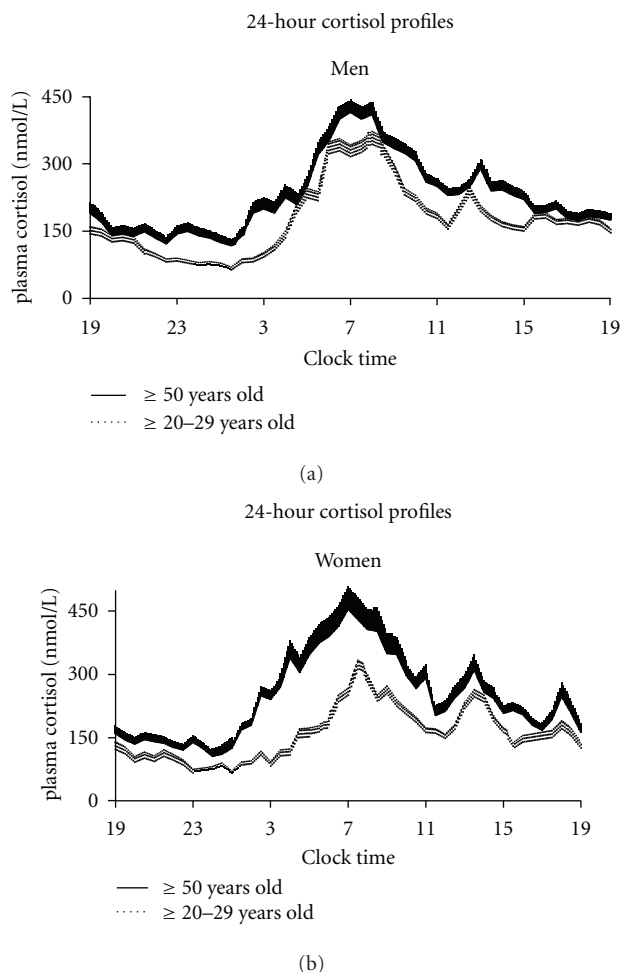 24-hour cortisol profiles
Men
(a)
plasma cortisol (nmol/L)
450
300
150
0
19 23 3 7 11 15 19
Clock time
≥ 50 years old
≥ 20–29 years old
(a)
24-hour cortisol profiles
Women
plasma cortisol (nmol/L)
450
300
150
0
19 23 3 7 11 15 19
Clock time
≥ 50 years old
≥ 20–29 years old
(b)